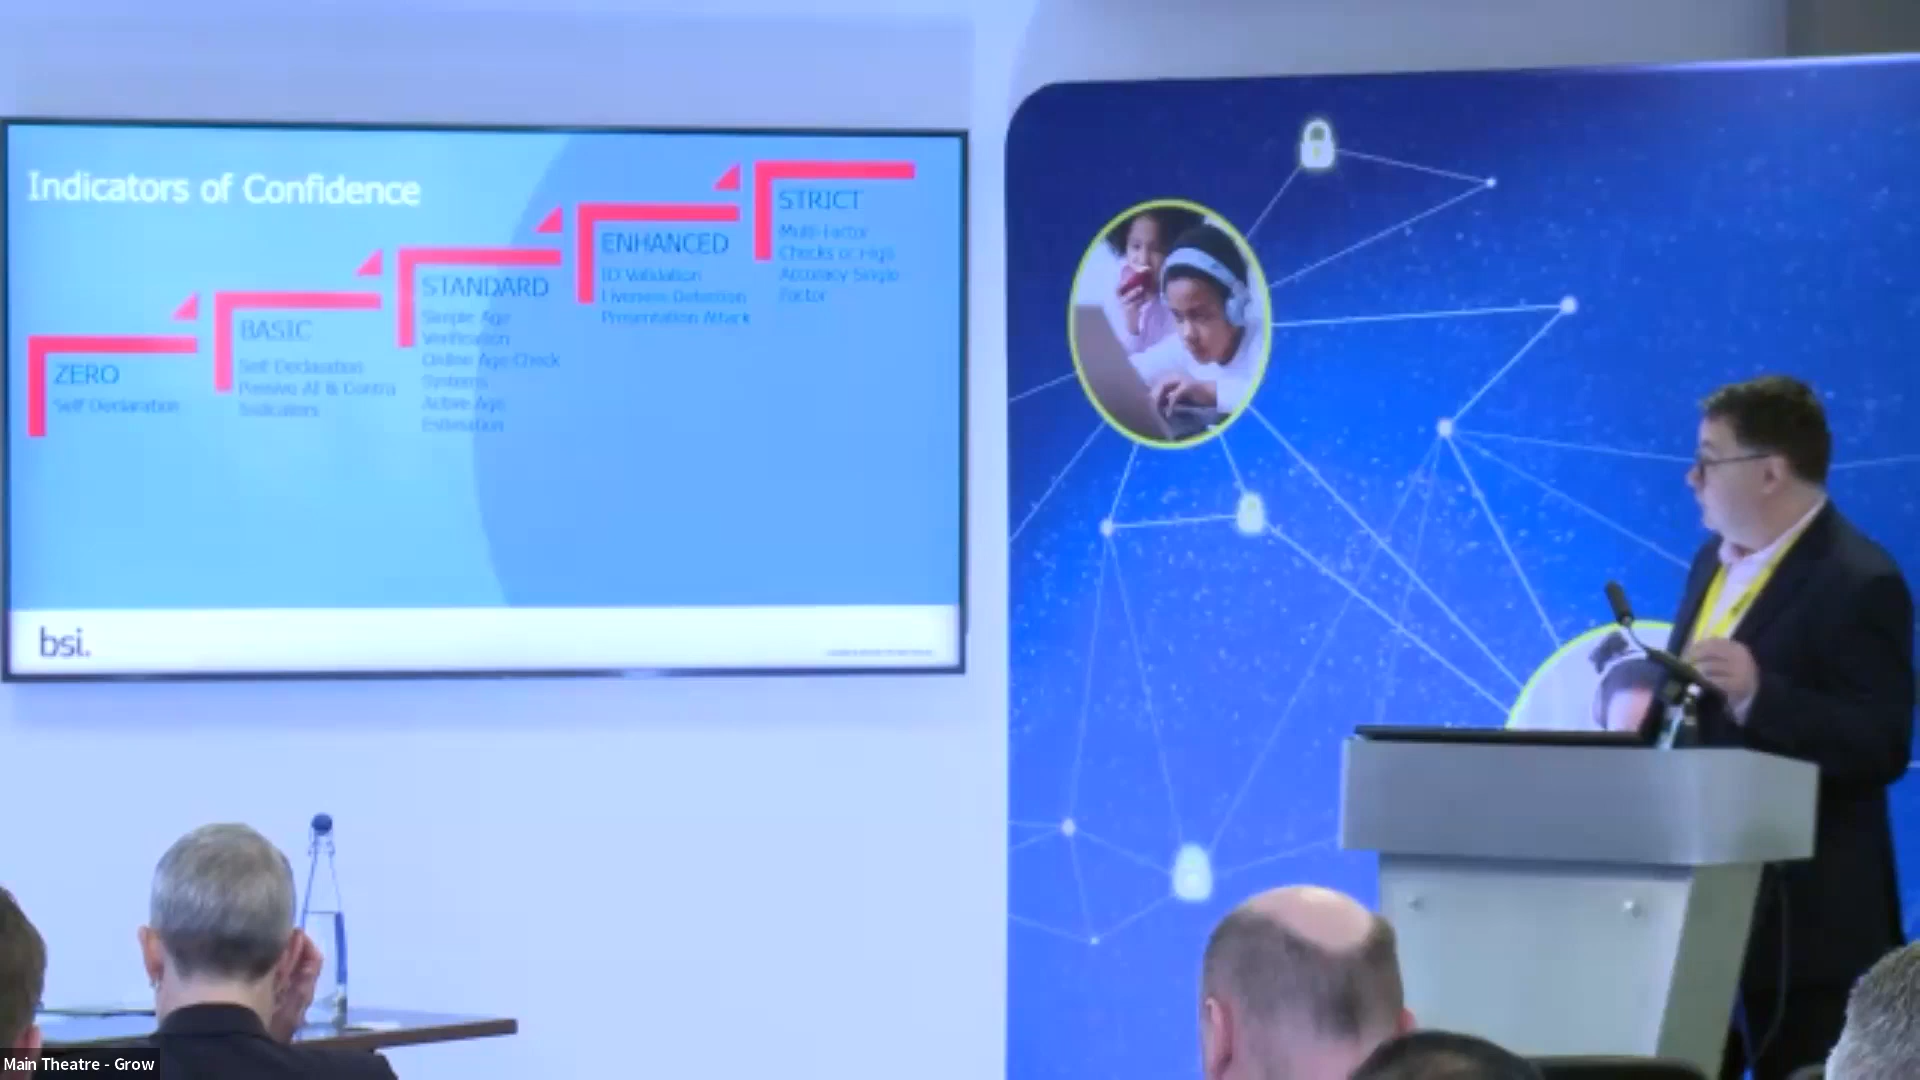 Indicators of Confidence
ZERO
Self Declaration
BASIC
Self Declaration
Passive AI & Contra
Indicators
STANDARD
Simple Age
Verification
Online Age Check
Systems
Active Age
Estimation
ENHANCED
ID Validation
Liveness Detection
Presentation Attack
STRICT
Multi-Factor
Checks or High
Accuracy Single
Factor
bsi.
Main Theatre - Grow